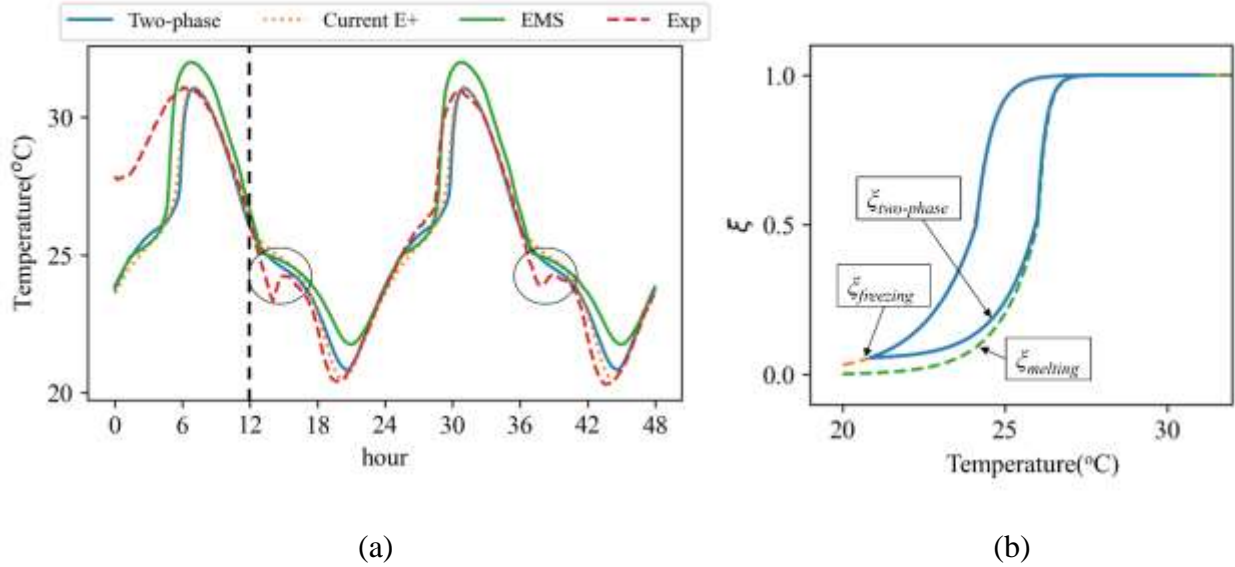 Two-phase Current E+ EMS Exp
Temperature(°C)
30
25
20
0 6 12 18 24 30 36 42 48
hour
(a)
ξ
1.0
0.5
0.0
ξtwo-phase
ξfreezing
ξmelting
20 25 30
Temperature(°C)
(b)